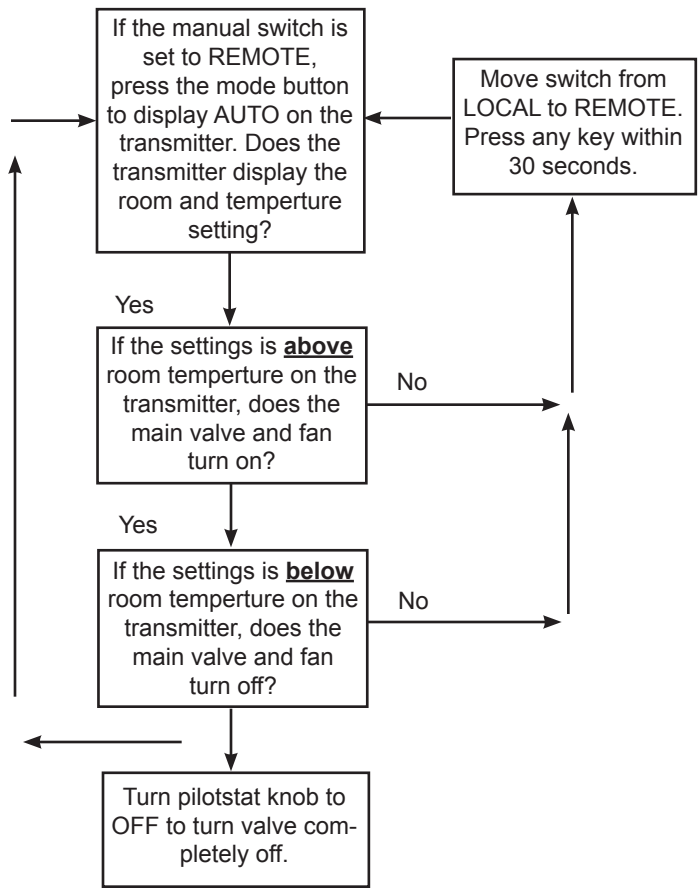 If the manual switch is
set to REMOTE,
press the mode button
to display AUTO on the
transmitter. Does the
transmitter display the
room and temperture
setting?
Move switch from
LOCAL to REMOTE.
Press any key within
30 seconds.
Yes
If the settings is above
room temperture on the
transmitter, does the
main valve and fan
turn on?
No
Yes
If the settings is below
room temperture on the
transmitter, does the
main valve and fan
turn off?
No
Turn pilotstat knob to
OFF to turn valve com-
pletely off.